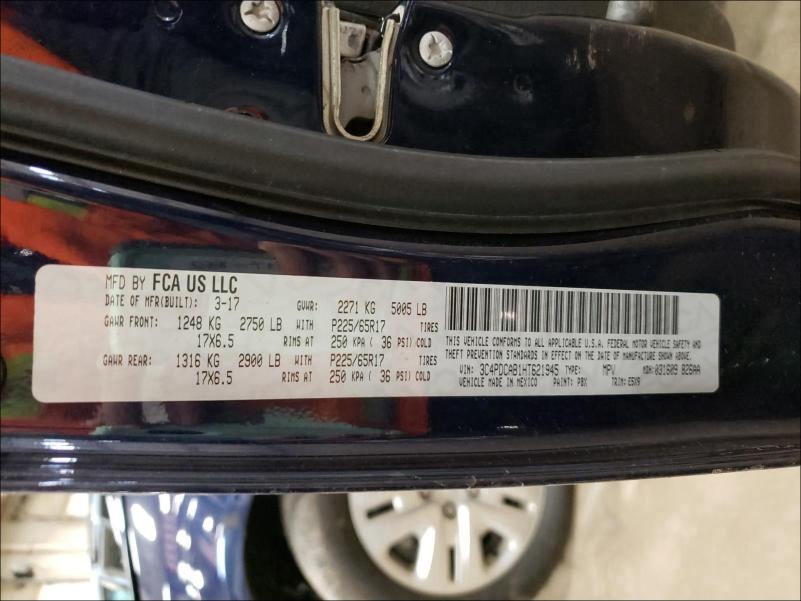 MFD BY FCA US LLC
DATE OF MFR(BUILT): 3-17 GVWR: 2271 KG 5005 LB
GAWR FRONT: 1248 KG 2750 LB WITH P225/65R17 TIRES
17X6.5 RIMS AT 250 KPA ( 36 PSI) COLD
GAWR REAR: 1316 KG 2900 LB WITH P225/65R17 TIRES
17X6.5 RIMS AT 250 KPA ( 36 PSI) COLD
THIS VEHICLE CONFORMS TO ALL APPLICABLE U.S.A. FEDERAL MOTOR VEHICLE SAFETY AND
THEFT PREVENTION STANDARDS IN EFFECT ON THE DATE OF MANUFACTURE SHOWN ABOVE.
VIN: 3C4PDCAB1HT621945 TYPE: MPV MDH: 031609 826AA
VEHICLE MADE IN MEXICO PAINT: PBX TRIM: E5X9